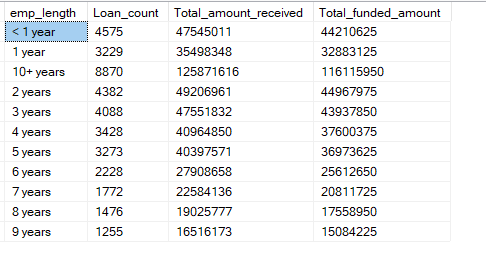 emp_length Loan_count Total_amount_received Total_funded_amount
< 1 year 4575 47545011 44210625
1 year 3229 35498348 32883125
10+ years 8870 125871616 116115950
2 years 4382 49206961 44967975
3 years 4088 47551832 43937850
4 years 3428 40964850 37600375
5 years 3273 40397571 36973625
6 years 2228 27908658 25612650
7 years 1772 22584136 20811725
8 years 1476 19025777 17558950
9 years 1255 16516173 15084225